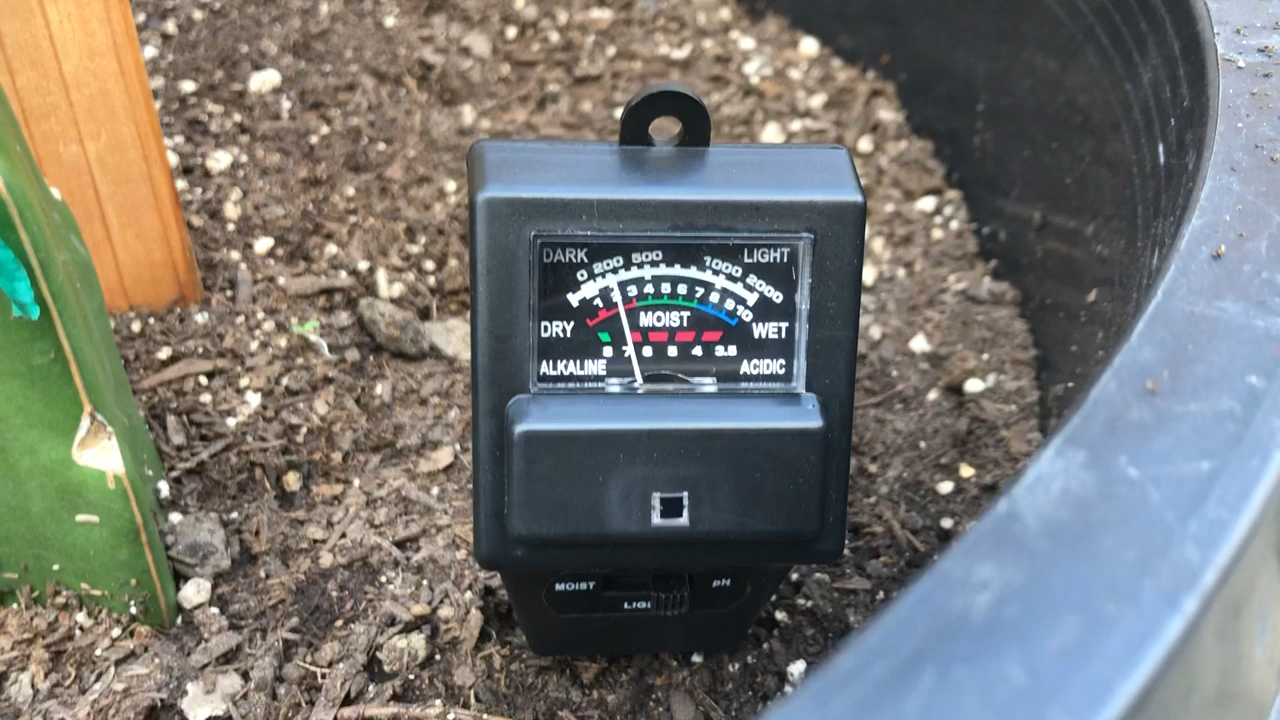 DARK LIGHT
0 200 500 1000 2000
1 2 3 4 5 6 7 8 9 10
DRY MOIST WET
8 7 6 5 4 3.5
ALKALINE ACIDIC
MOIST pH
LIG